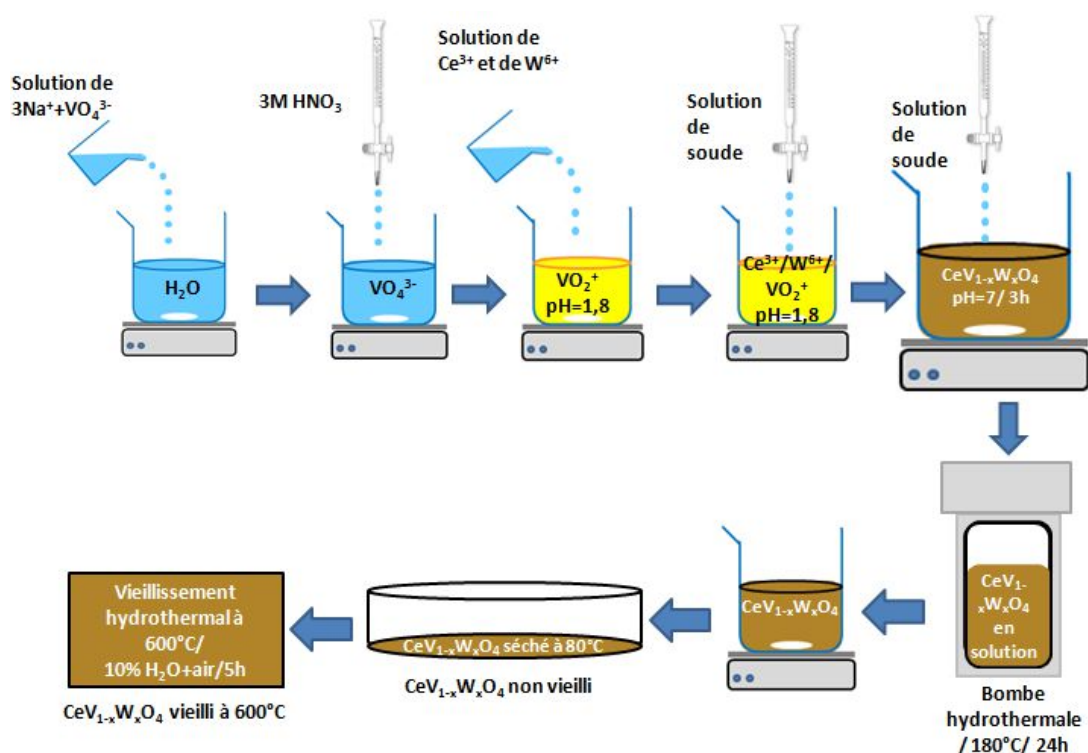 Solution de
3Na⁺+VO₄³⁻
3M HNO₃
Solution de
Ce³⁺ et de W⁶⁺
Solution
de
soude
Solution
de
soude
H₂O
VO₄³⁻
VO₂⁺
pH=1,8
Ce³⁺/W⁶⁺/
VO₂⁺
pH=1,8
CeV₁₋ₓWₓO₄
pH=7/ 3h
CeV₁₋
ₓWₓO₄
en
solution
Bombe
hydrothermale
/ 180°C/ 24h
CeV₁₋ₓWₓO₄
CeV₁₋ₓWₓO₄ séché à 80°C
CeV₁₋ₓWₓO₄ non vieilli
Vieillissement
hydrothermal à
600°C/
10% H₂O+air/5h
CeV₁₋ₓWₓO₄ vieilli à 600°C